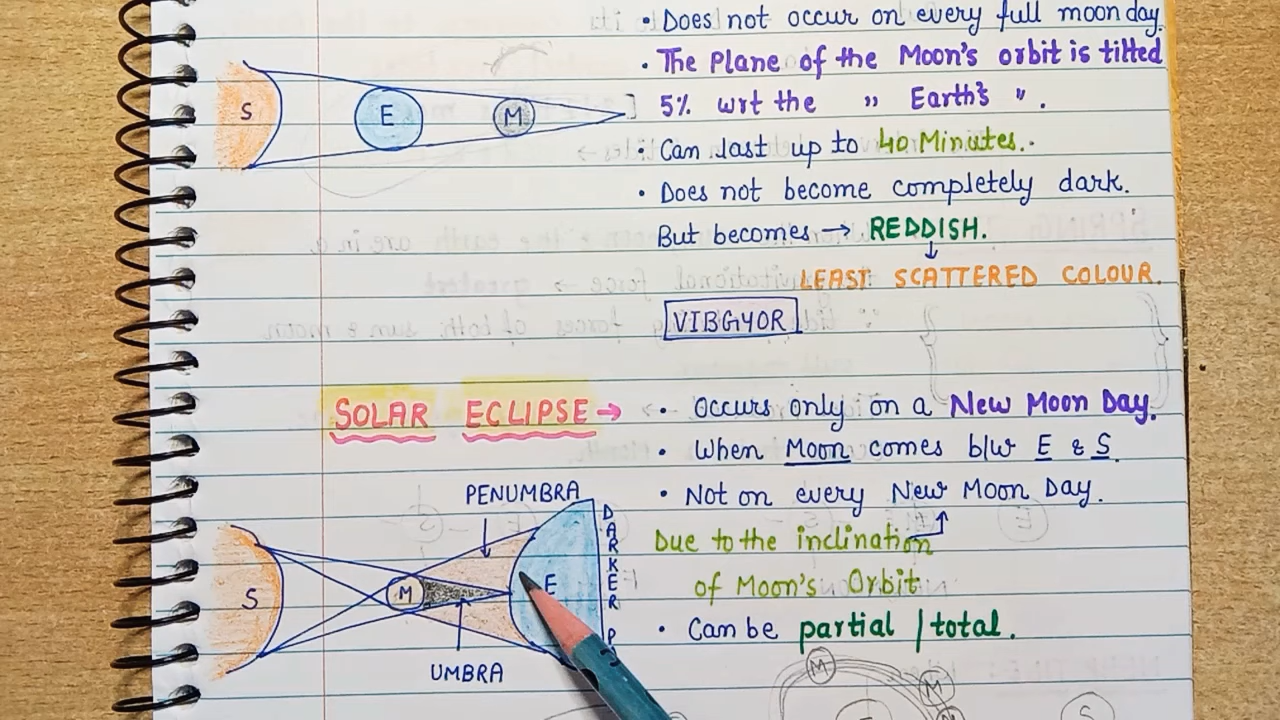 • Does not occur on every full moon day.
• The Plane of the Moon's orbit is tilted
5% wrt the " Earth's ".
• Can last up to 40 Minutes.
• Does not become completely dark.
But becomes → REDDISH.
↓
LEAST SCATTERED COLOUR.
VIBGYOR
S
E
M
SOLAR ECLIPSE →
• Occurs only on a New Moon Day.
• When Moon comes b/w E & S.
• Not on every New Moon Day.
Due to the inclination
of Moon's Orbit
• Can be partial / total.
PENUMBRA
S
M
E
UMBRA
DARKER
P
M
M
S